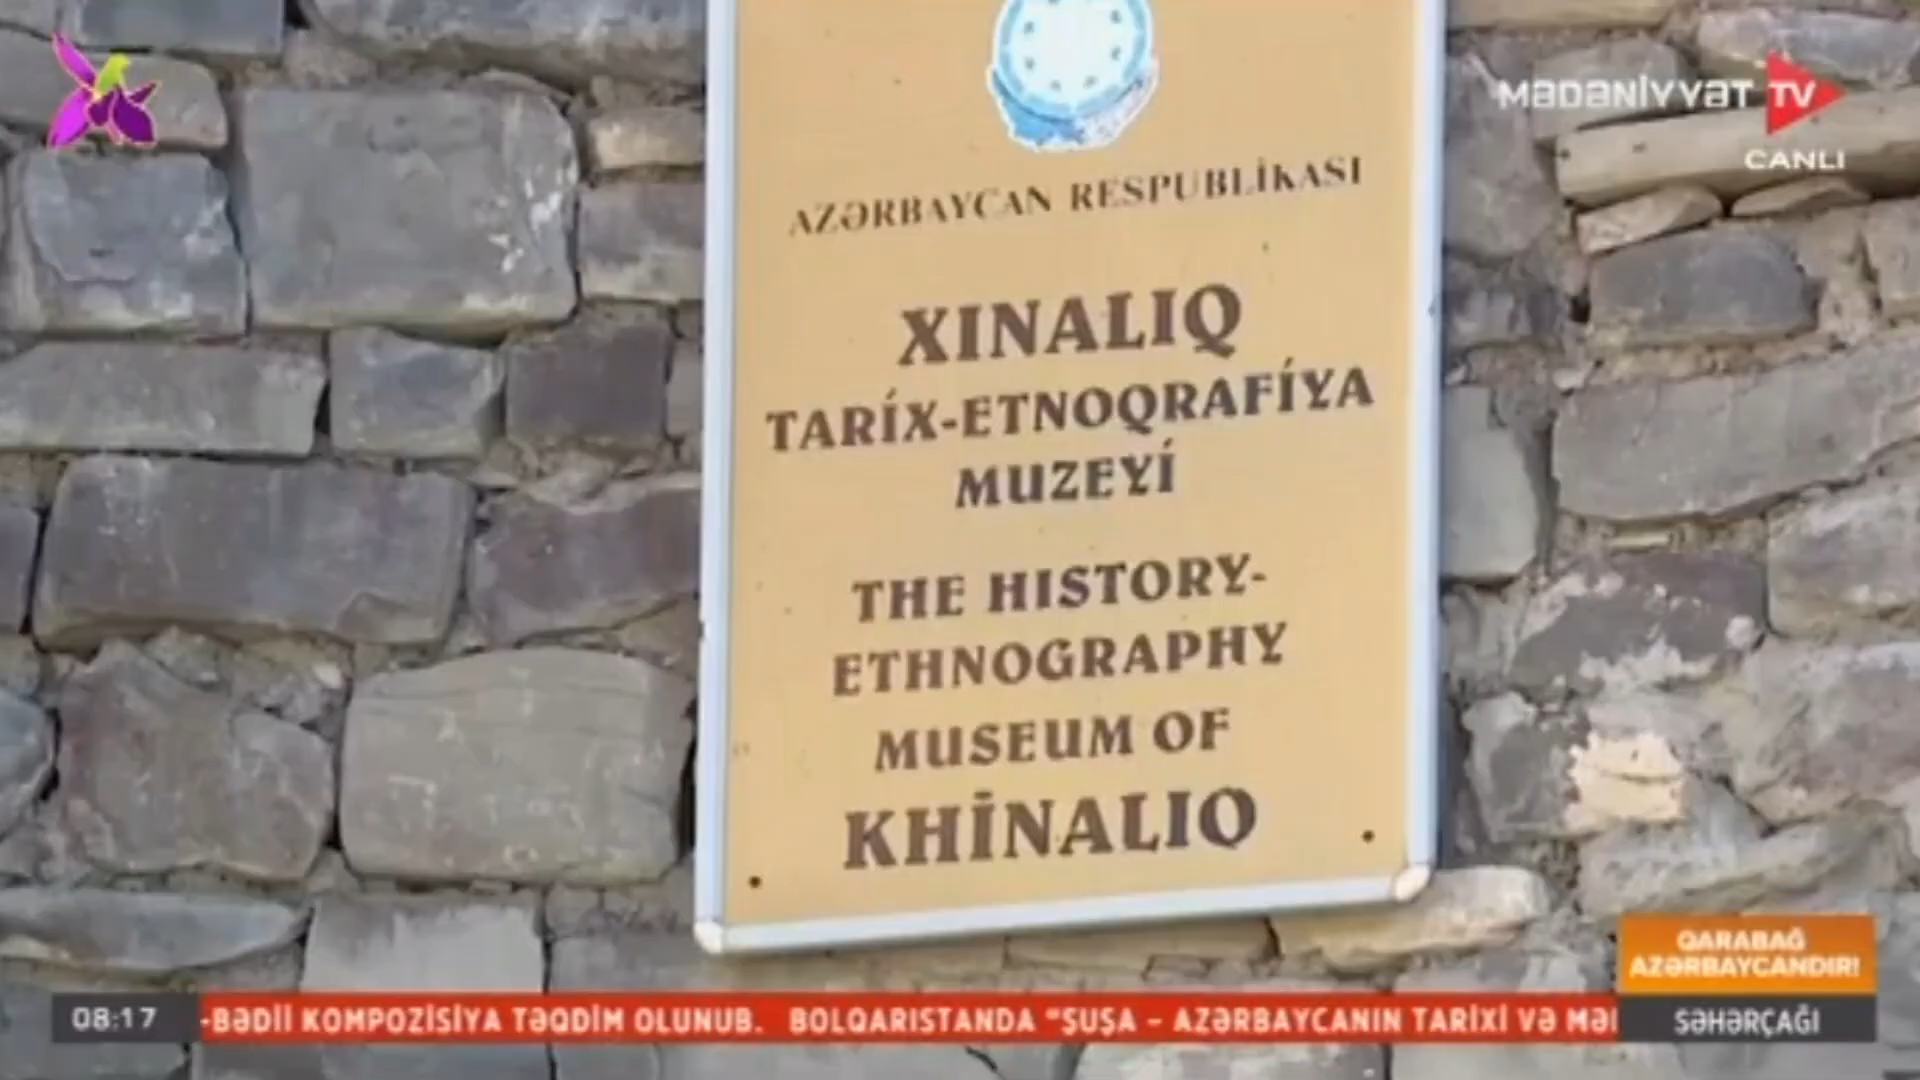 MƏDƏNİYYƏT TV
CANLI
AZƏRBAYCAN RESPUBLİKASI
XINALIQ
TARİX-ETNOQRAFİYA
MUZEYİ
THE HISTORY-
ETHNOGRAPHY
MUSEUM OF
KHİNALIQ
QARABAĞ
AZƏRBAYCANDIR!
08:17
-BƏDİİ KOMPOZİSİYA TƏQDİM OLUNUB. BOLQARISTANDA "ŞUŞA - AZƏRBAYCANIN TARİXİ VƏ
SƏHƏRÇAĞI